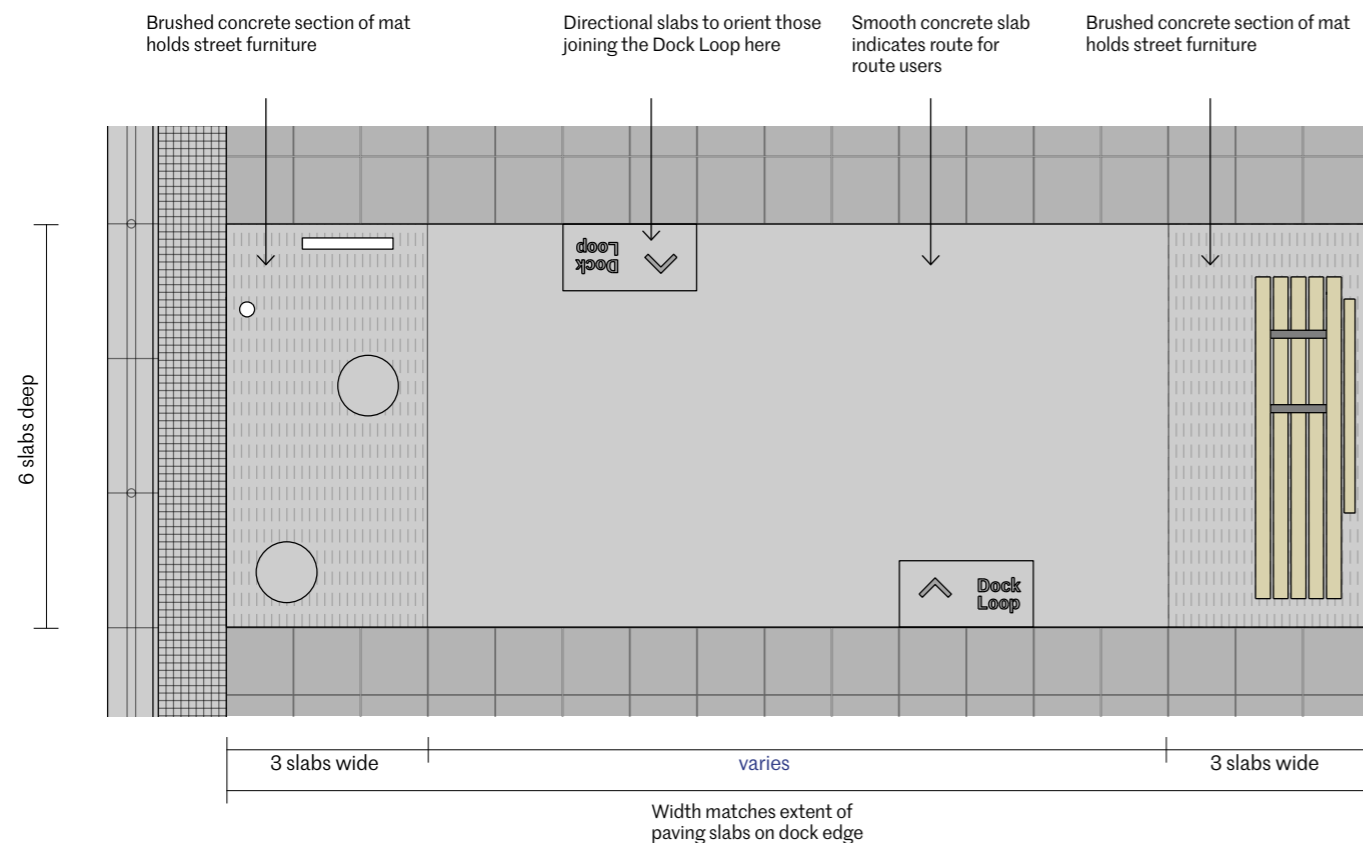 Brushed concrete section of mat
holds street furniture
Directional slabs to orient those
joining the Dock Loop here
Smooth concrete slab
indicates route for
route users
Brushed concrete section of mat
holds street furniture
Dock
Loop
6 slabs deep
Dock
Loop
3 slabs wide
varies
3 slabs wide
Width matches extent of
paving slabs on dock edge